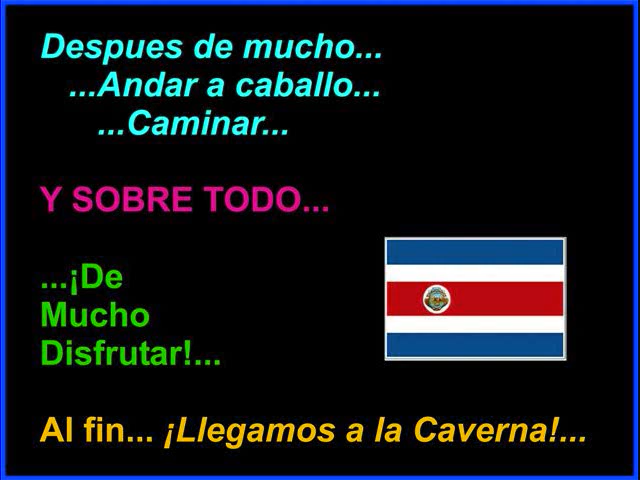 Despues de mucho...
...Andar a caballo...
...Caminar...
Y SOBRE TODO...
...¡De
Mucho
Disfrutar!...
Al fin... ¡Llegamos a la Caverna!...